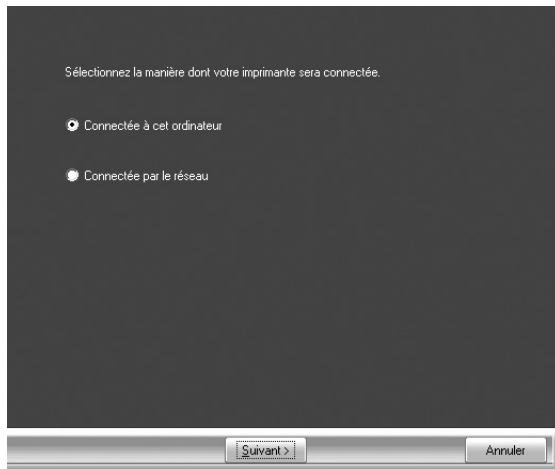 Sélectionnez la manière dont votre imprimante sera connectée.
Connectée à cet ordinateur
Connectée par le réseau
Suivant >
Annuler